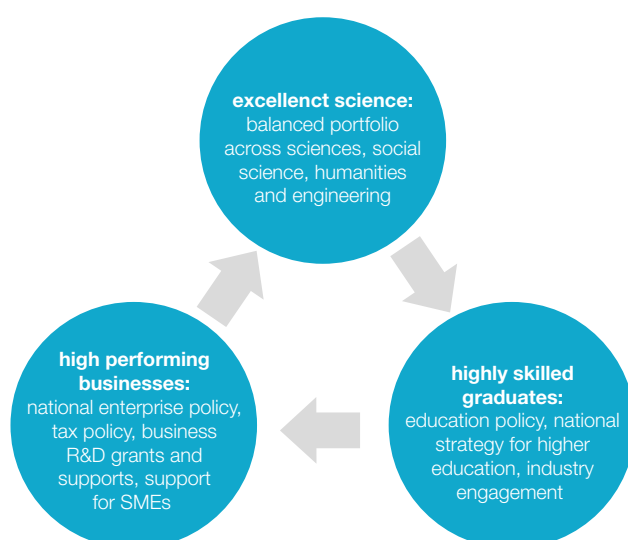 excellenct science:
balanced portfolio
across sciences, social
science, humanities
and engineering
high performing
businesses:
national enterprise policy,
tax policy, business
R&D grants and
supports, support
for SMEs
highly skilled
graduates:
education policy, national
strategy for higher
education, industry
engagement